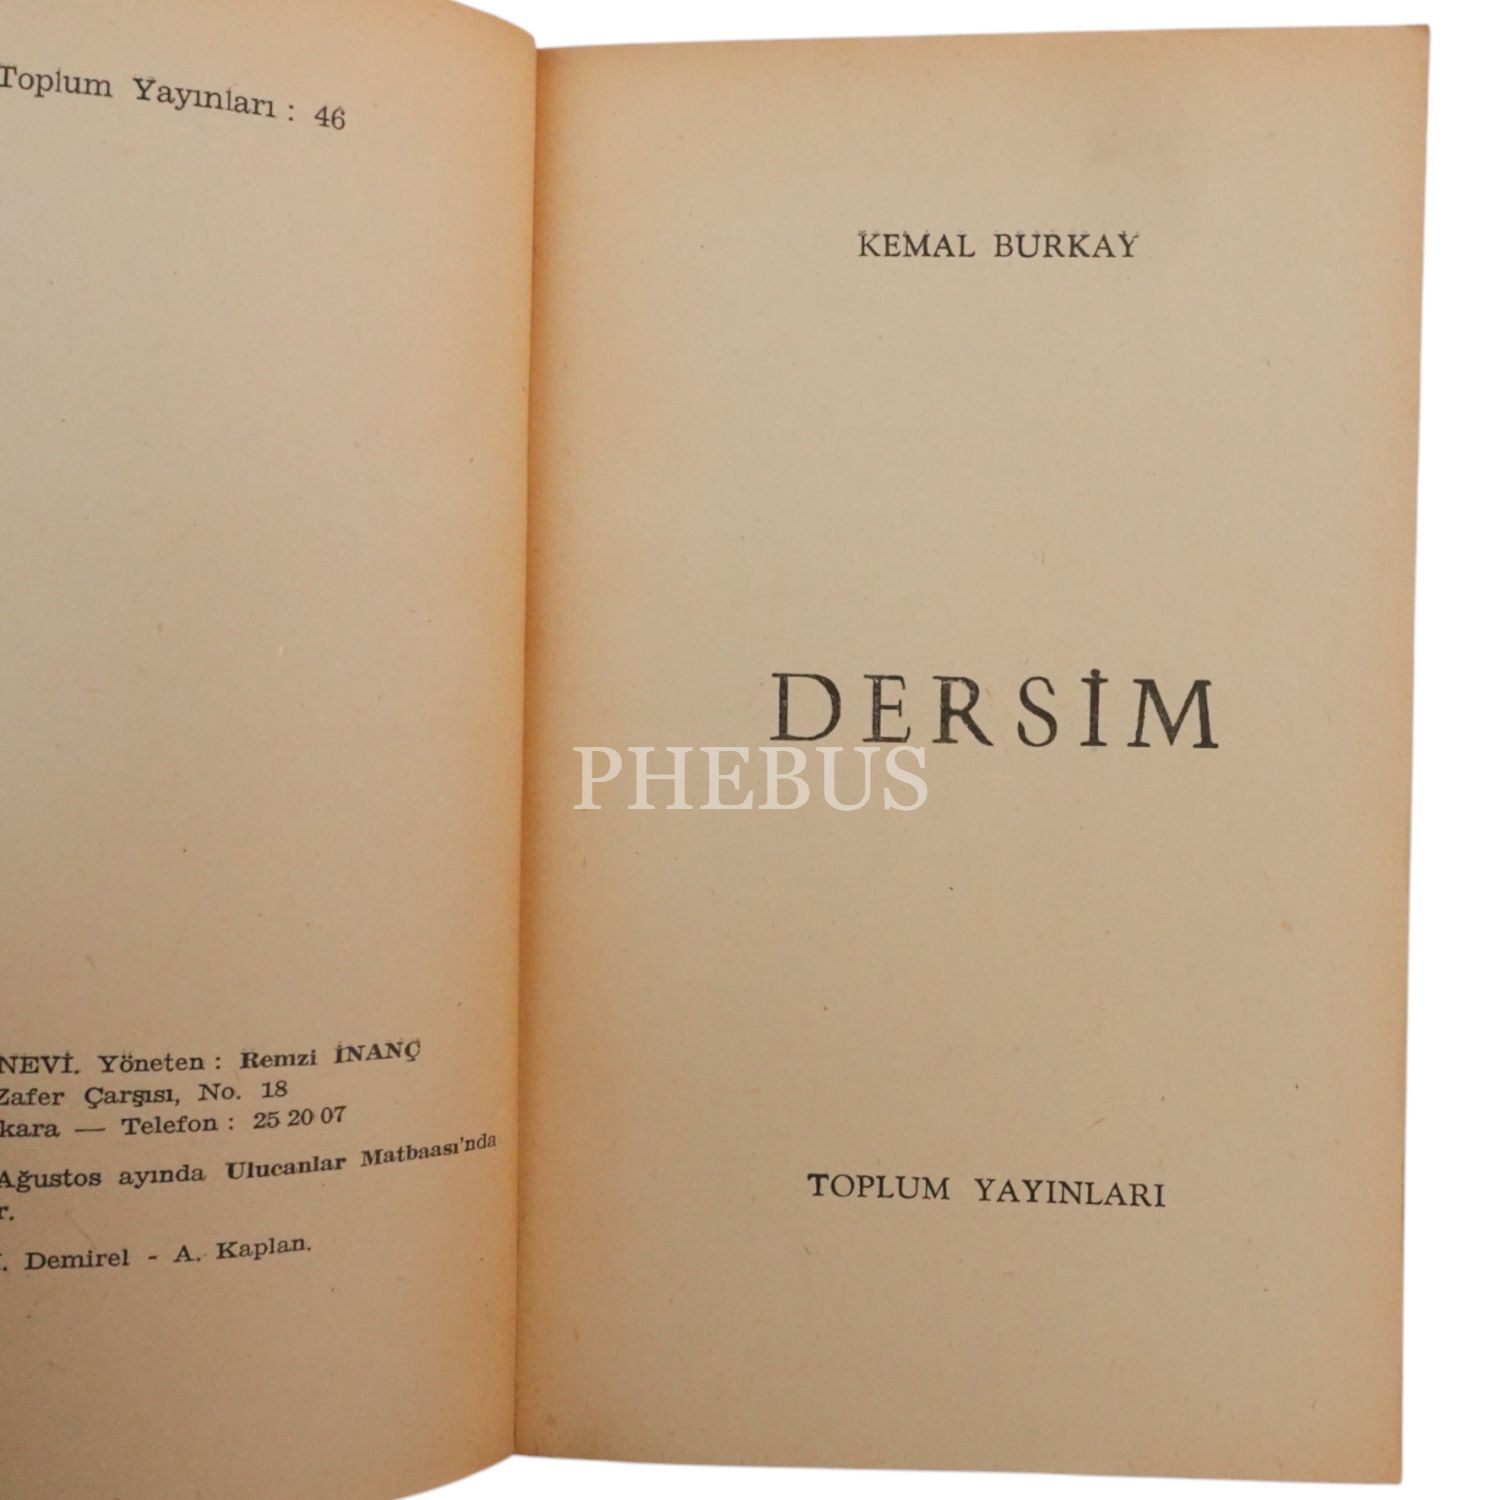 Toplum Yayınları : 46
NEVİ. Yöneten : Remzi İNANÇ
Zafer Çarşısı, No. 18
kara — Telefon : 25 20 07
Ağustos ayında Ulucanlar Matbaası'nda
r.
. Demirel - A. Kaplan.
KEMAL BURKAY
DERSİM
PHEBUS
TOPLUM YAYINLARI